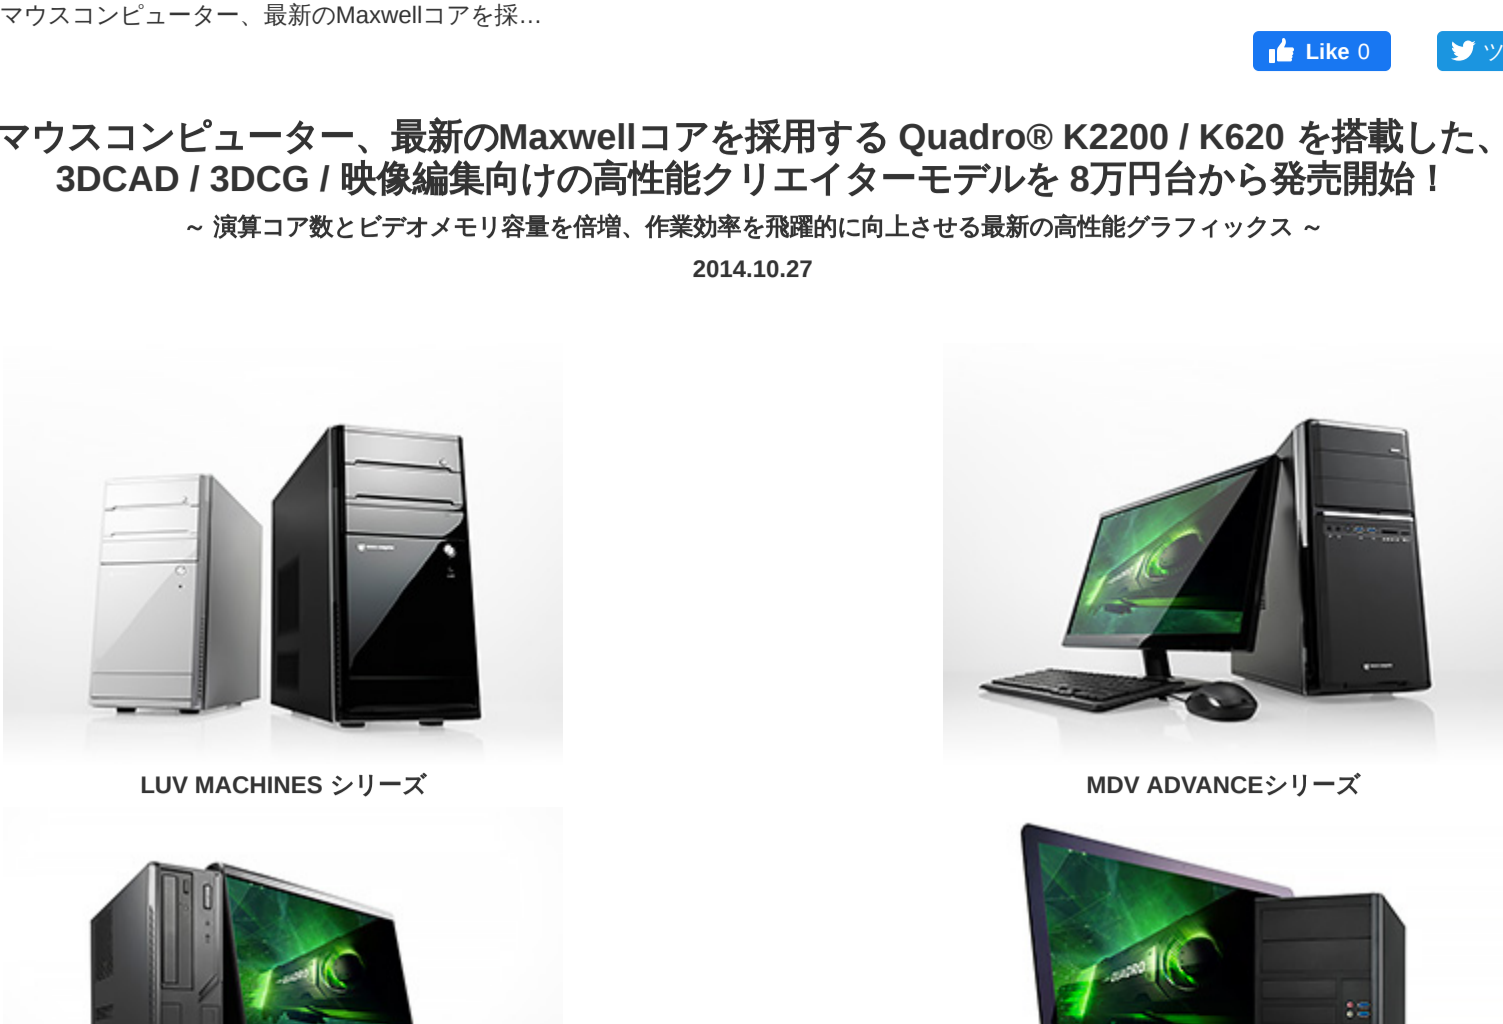 マウスコンピューター、最新のMaxwellコアを採…
Like 0
ツ
マウスコンピューター、最新のMaxwellコアを採用する Quadro® K2200 / K620 を搭載した、
3DCAD / 3DCG / 映像編集向けの高性能クリエイターモデルを 8万円台から発売開始！
～ 演算コア数とビデオメモリ容量を倍増、作業効率を飛躍的に向上させる最新の高性能グラフィックス ～
2014.10.27
LUV MACHINES シリーズ
MDV ADVANCEシリーズ
QUADRO
QUADRO